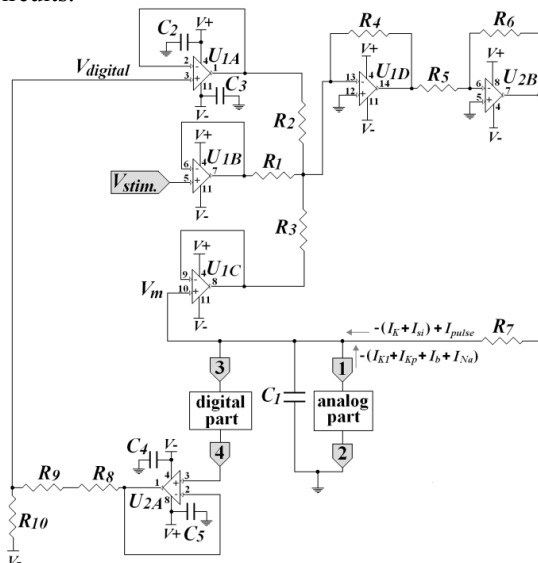 circuits.
V+
C2
4
U1A
2
-
1
Vdigital
3
+
11
C3
V-
R4
V+
13
-
4
U1D
14
12
+
11
V-
R5
R6
V+
6
-
8
U2B
7
5
+
4
V-
R2
V+
6
-
4
U1B
7
Vstim.
5
+
11
V-
R1
R3
V+
9
-
4
U1C
8
Vm
10
+
11
V-
-(IK+Isi)+Ipulse
R7
-(IK1+IKp+Ib+INa)
3
C1
1
digital part
analog part
4
2
C4
V-
R9
R8
1
4
+
3
-
2
U2A
8
V+
C5
R10
V-